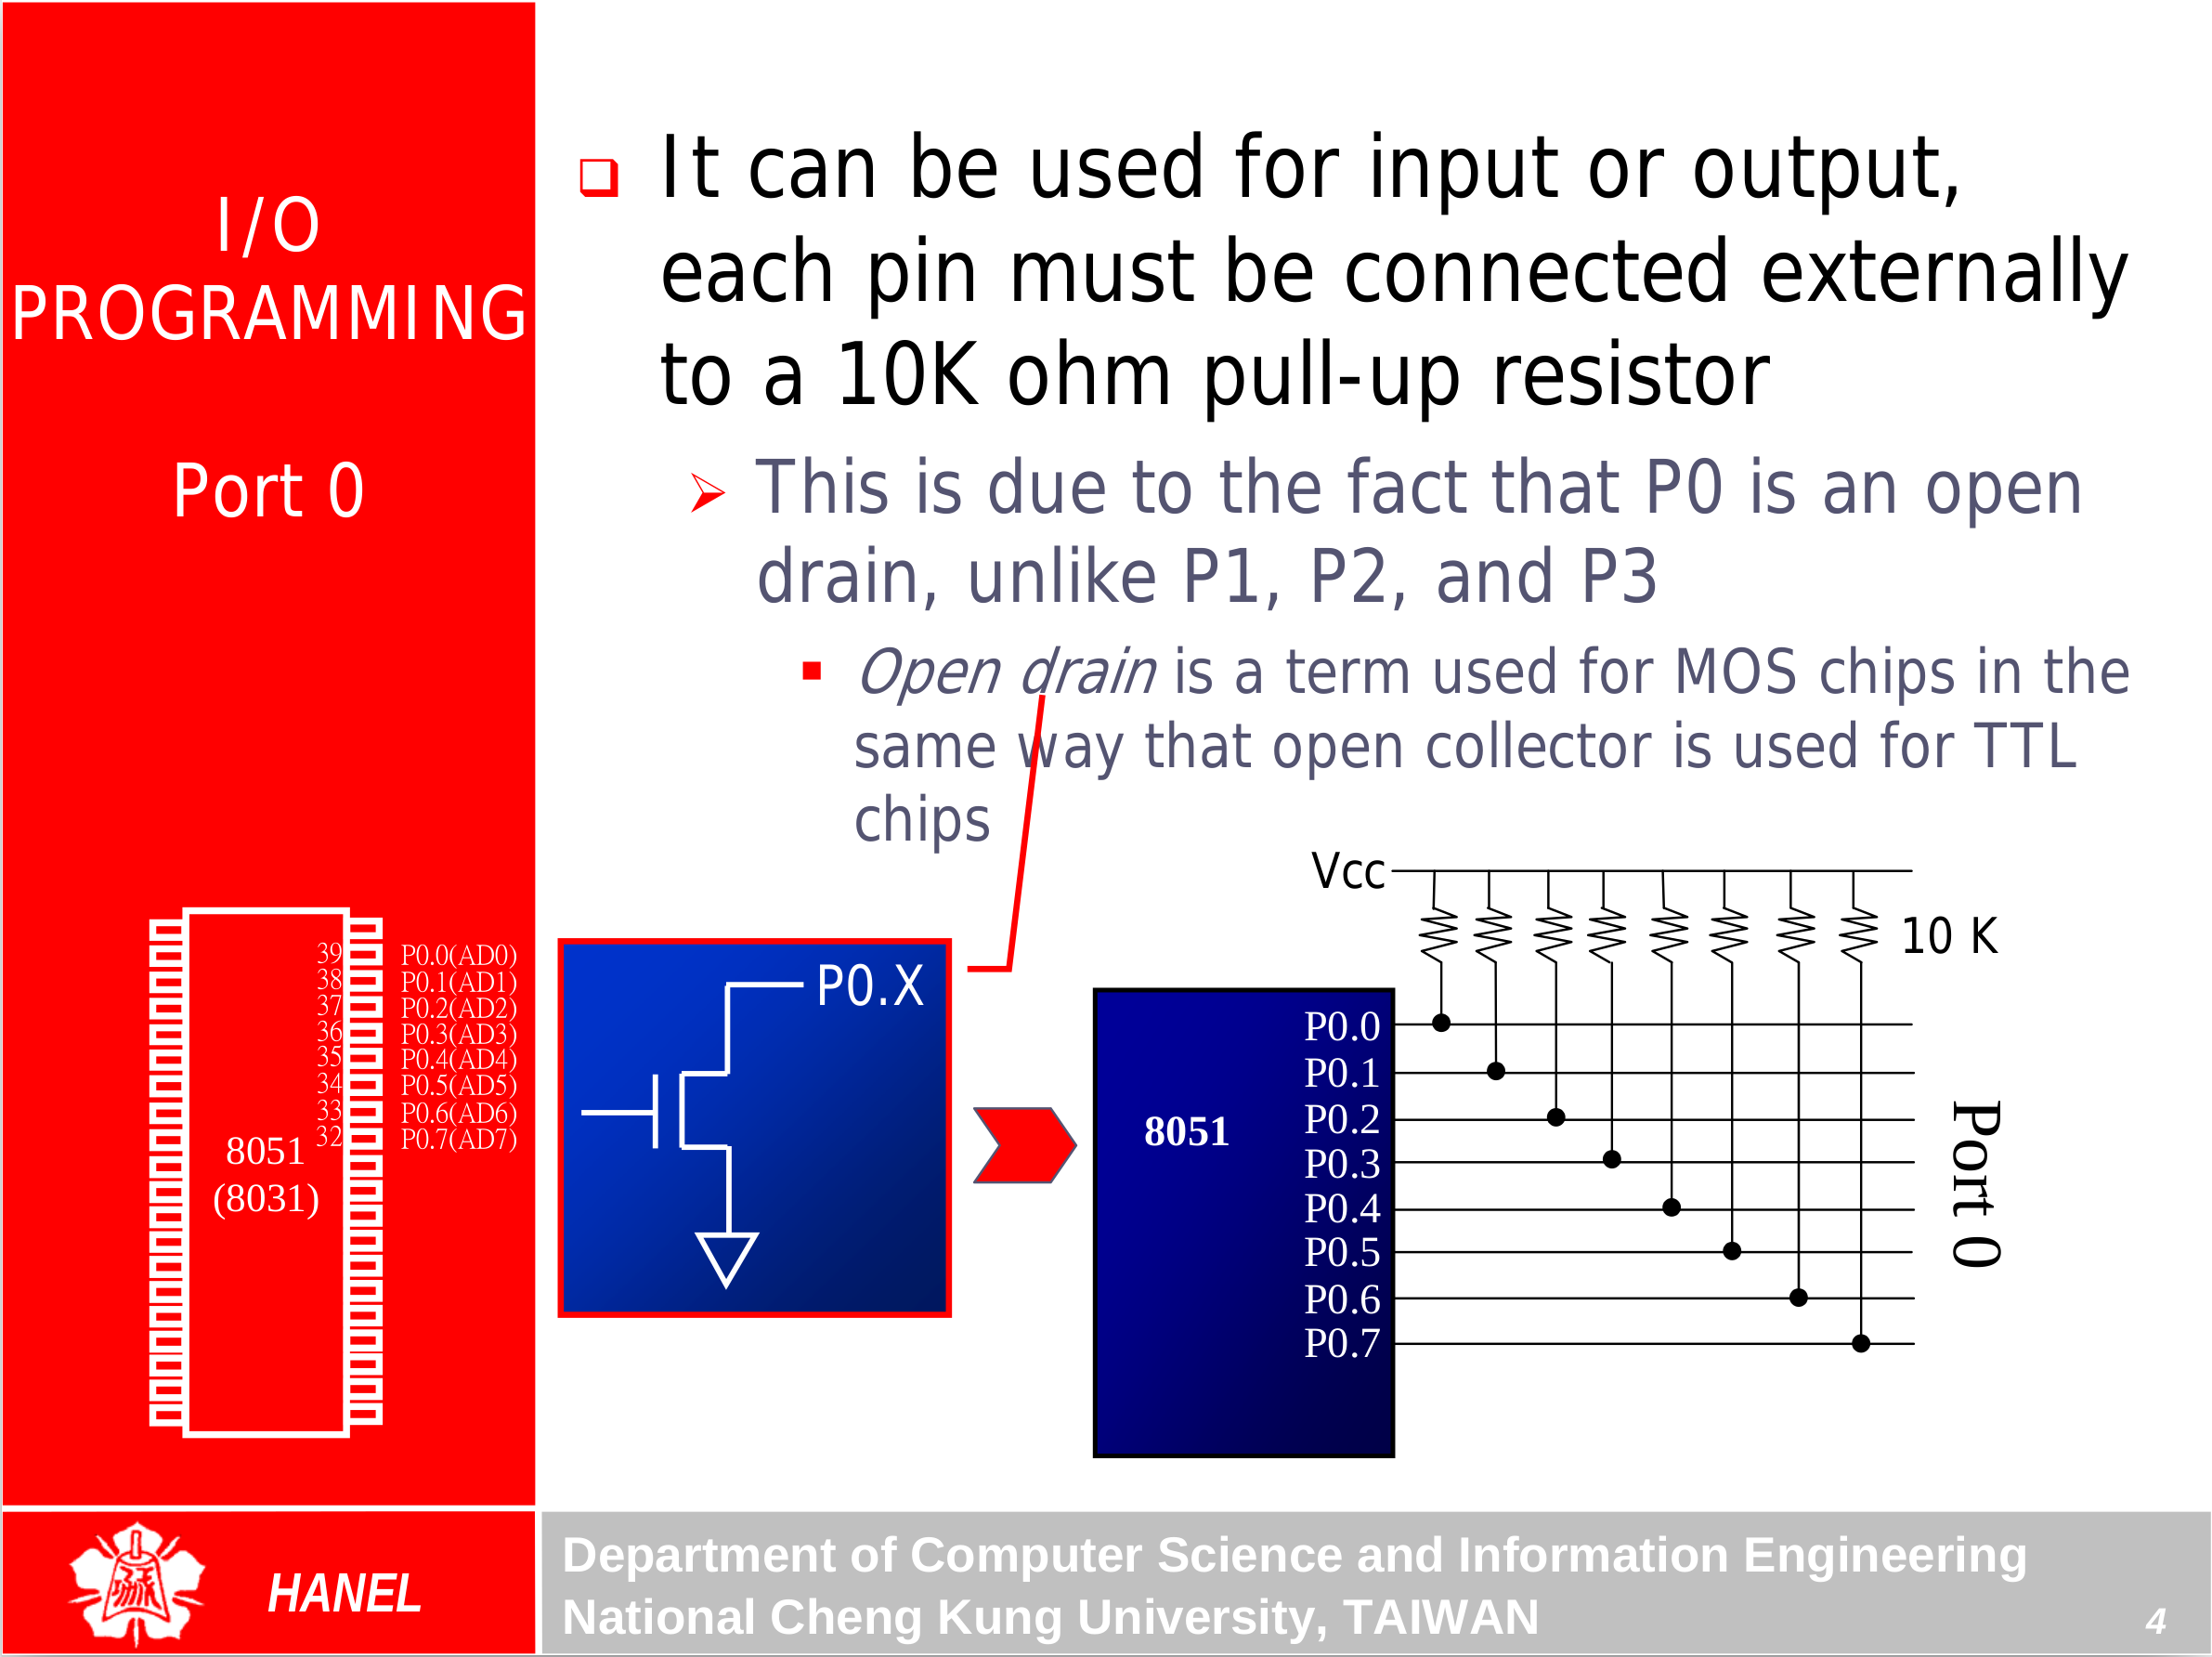 I/O
PROGRAMMING
Port 0
It can be used for input or output,
each pin must be connected externally
to a 10K ohm pull-up resistor
This is due to the fact that P0 is an open
drain, unlike P1, P2, and P3
Open drain is a term used for MOS chips in the
same way that open collector is used for TTL
chips
39 P0.0(AD0)
38 P0.1(AD1)
37 P0.2(AD2)
36 P0.3(AD3)
35 P0.4(AD4)
34 P0.5(AD5)
33 P0.6(AD6)
32 P0.7(AD7)
8051
(8031)
P0.X
Vcc
10 K
8051
P0.0
P0.1
P0.2
P0.3
P0.4
P0.5
P0.6
P0.7
Port 0
HANEL
Department of Computer Science and Information Engineering
National Cheng Kung University, TAIWAN
4